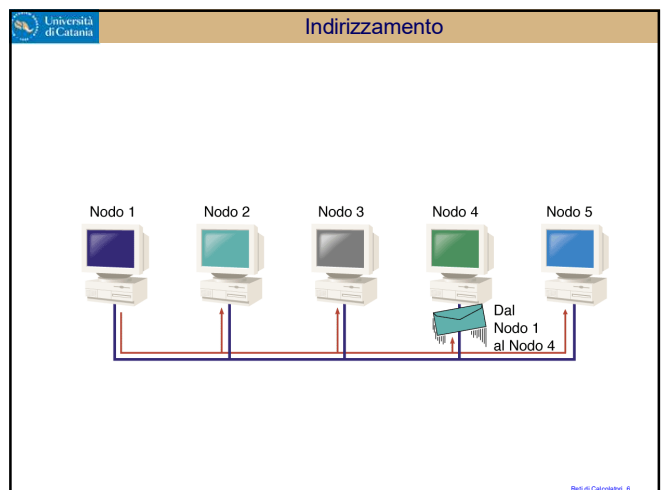 Università
di Catania
Indirizzamento
Nodo 1
Nodo 2
Nodo 3
Nodo 4
Nodo 5
Dal
Nodo 1
al Nodo 4
Reti di Calcolatori 6